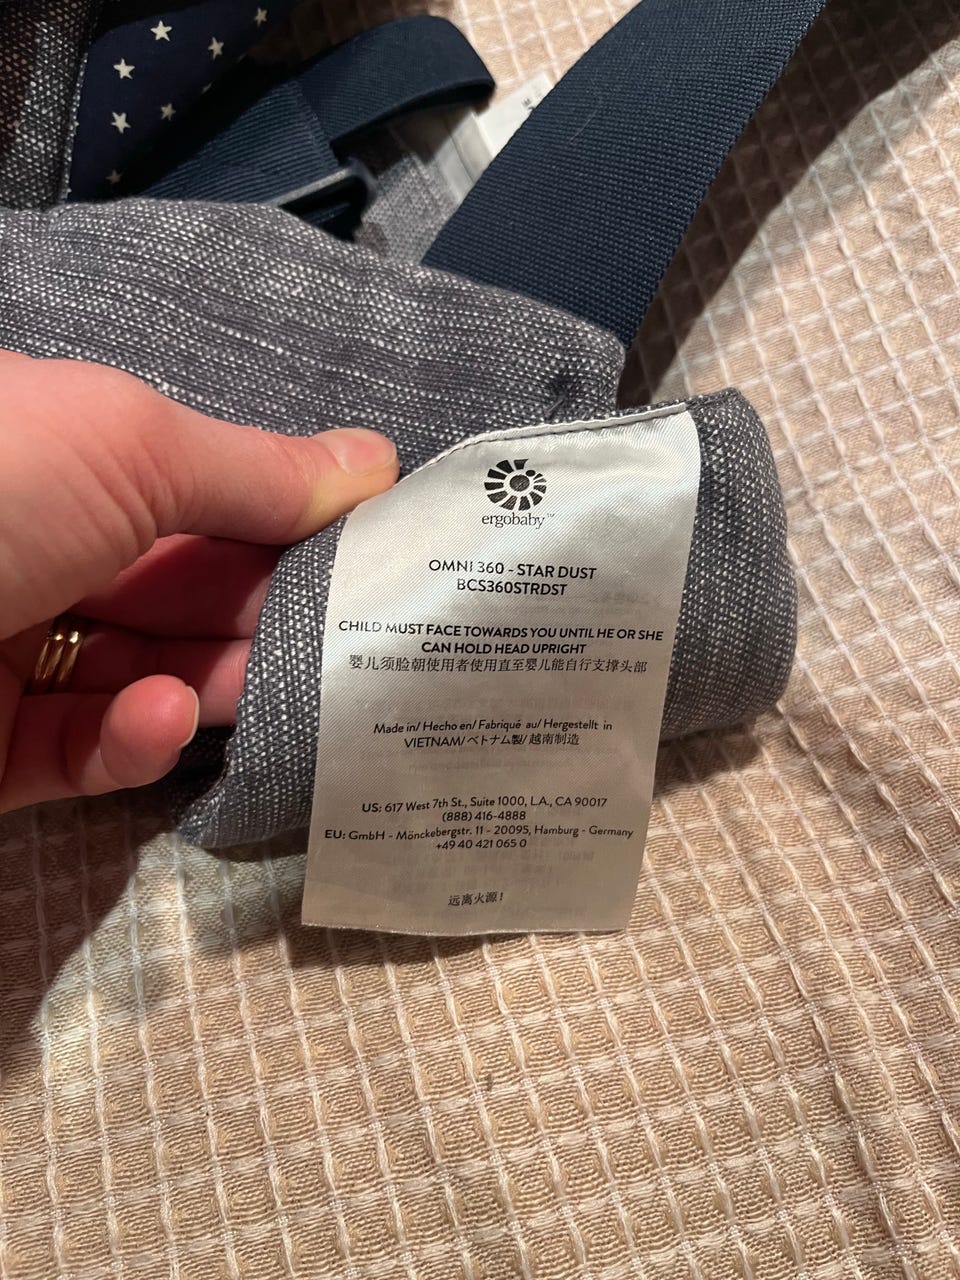 ergobaby™
OMNI 360 - STAR DUST
BCS360STRDST
CHILD MUST FACE TOWARDS YOU UNTIL HE OR SHE
CAN HOLD HEAD UPRIGHT
婴儿须脸朝使用者使用直至婴儿能自行支撑头部
Made in/ Hecho en/ Fabriqué au/ Hergestellt in
VIETNAM/ベトナム製/越南制造
US: 617 West 7th St., Suite 1000, L.A., CA 90017
(888) 416-4888
EU: GmbH - Mönckebergstr. 11 - 20095, Hamburg - Germany
+49 40 421 065 0
远离火源!